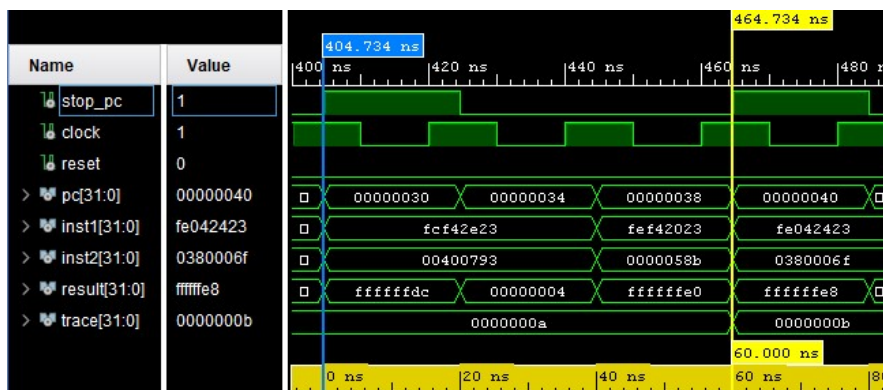 464.734 ns
404.734 ns
Name Value
400 ns 420 ns 440 ns 460 ns 480
stop_pc 1
clock 1
reset 0
pc[31:0] 00000040 00000030 00000034 00000038 00000040
inst1[31:0] fe042423 fcf42e23 fef42023 fe042423
inst2[31:0] 0380006f 00400793 0000058b 0380006f
result[31:0] ffffffe8 ffffffdc 00000004 ffffffe0 ffffffe8
trace[31:0] 0000000b 0000000a 0000000b
60.000 ns
0 ns 20 ns 40 ns 60 ns